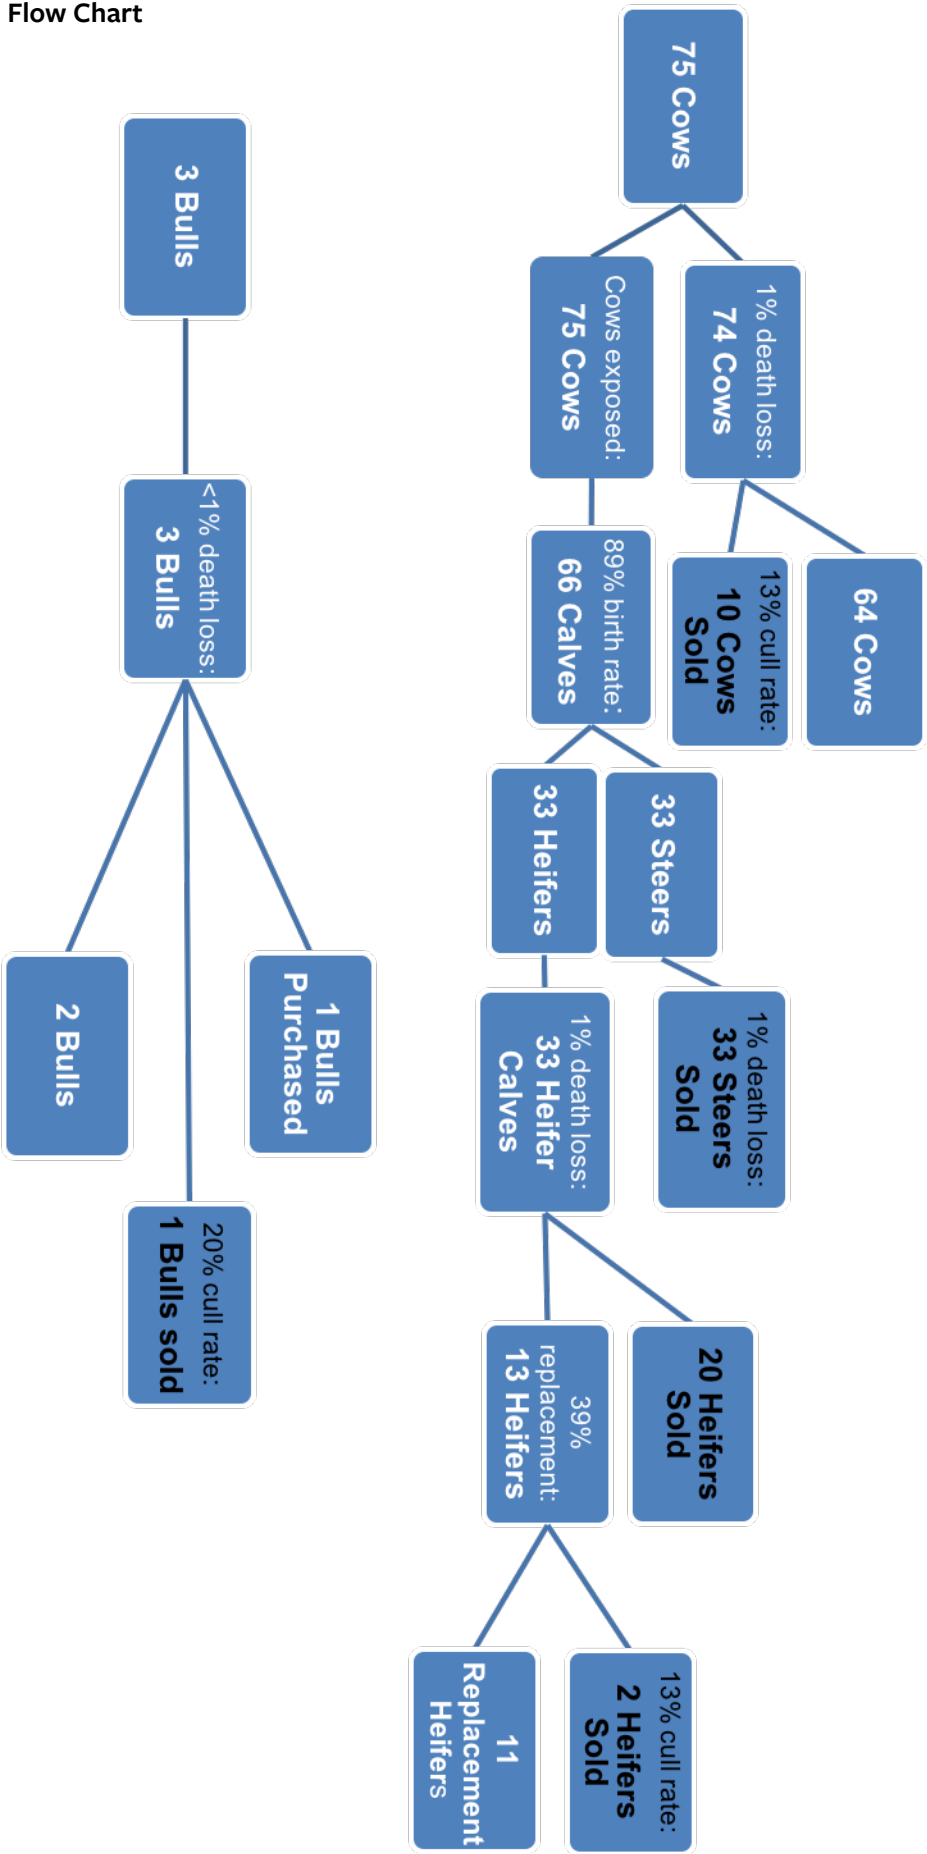 Flow Chart
75 Cows
1% death loss:
74 Cows
64 Cows
13% cull rate:
10 Cows
Sold
Cows exposed:
75 Cows
89% birth rate:
66 Calves
33 Steers
1% death loss:
33 Steers
Sold
33 Heifers
1% death loss:
33 Heifer
Calves
20 Heifers
Sold
39%
replacement:
13 Heifers
13% cull rate:
2 Heifers
Sold
11
Replacement
Heifers
3 Bulls
<1% death loss:
3 Bulls
1 Bulls
Purchased
20% cull rate:
1 Bulls sold
2 Bulls